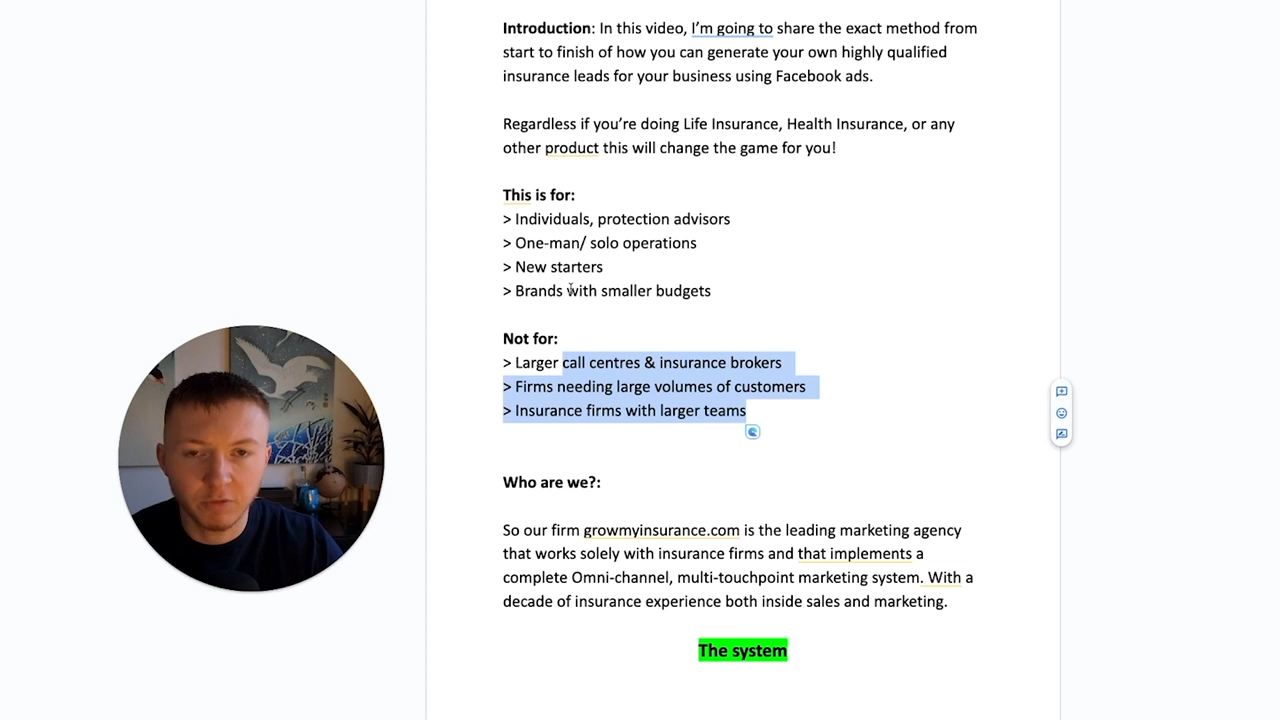 Introduction: In this video, I’m going to share the exact method from
start to finish of how you can generate your own highly qualified
insurance leads for your business using Facebook ads.
Regardless if you’re doing Life Insurance, Health Insurance, or any
other product this will change the game for you!
This is for:
> Individuals, protection advisors
> One-man/ solo operations
> New starters
> Brands with smaller budgets
Not for:
> Larger call centres & insurance brokers
> Firms needing large volumes of customers
> Insurance firms with larger teams
Who are we?:
So our firm growmyinsurance.com is the leading marketing agency
that works solely with insurance firms and that implements a
complete Omni-channel, multi-touchpoint marketing system. With a
decade of insurance experience both inside sales and marketing.
The system